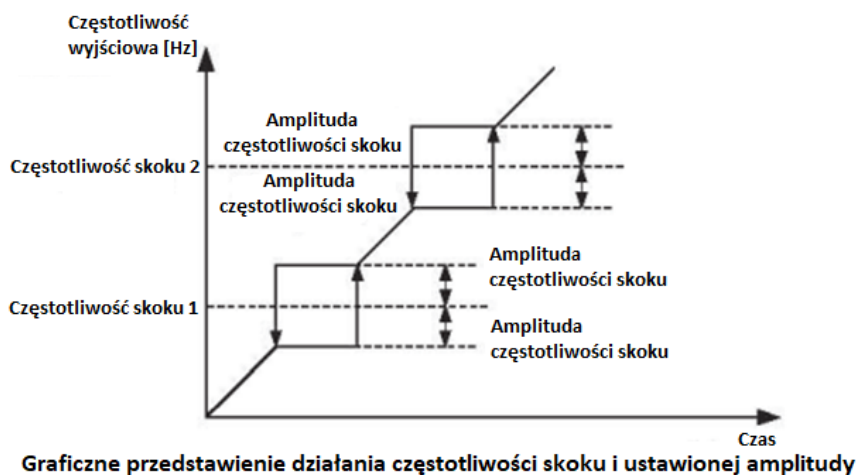 Częstotliwość
wyjściowa [Hz]
Amplituda
częstotliwości skoku
Częstotliwość skoku 2
Amplituda
częstotliwości skoku
Amplituda
częstotliwości skoku
Częstotliwość skoku 1
Amplituda
częstotliwości skoku
Czas
Graficzne przedstawienie działania częstotliwości skoku i ustawionej amplitudy